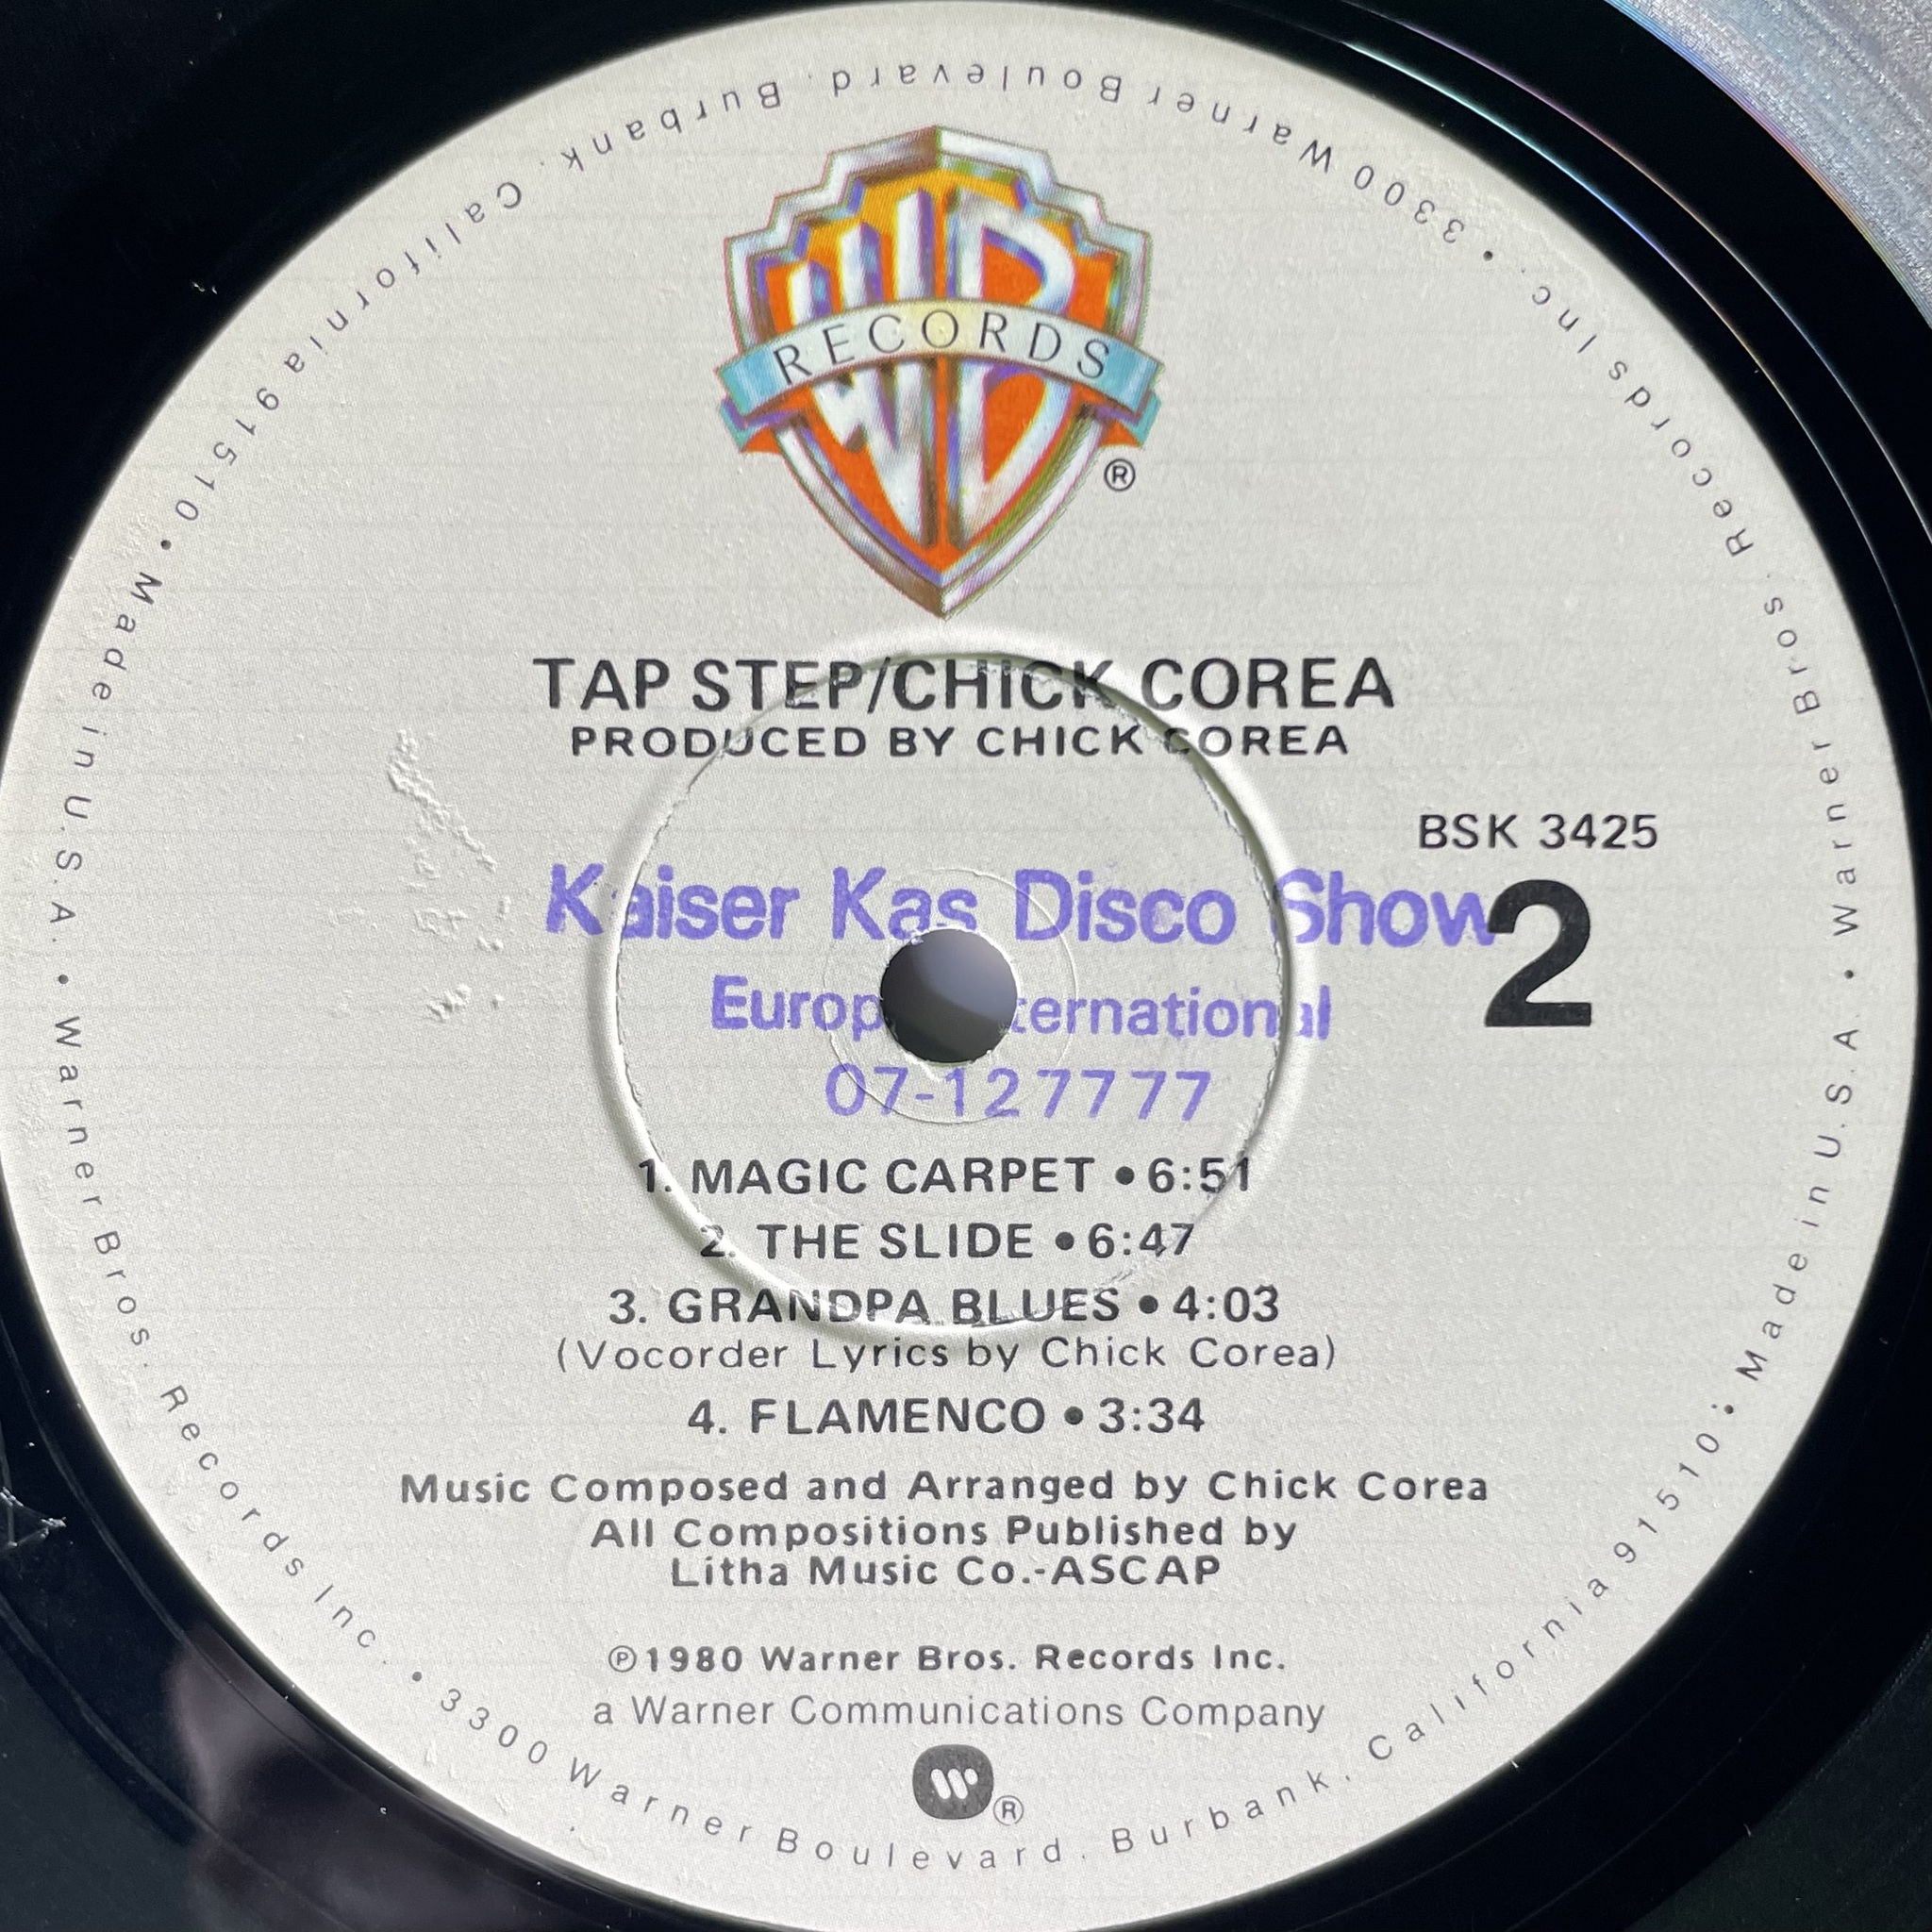 RECORDS
®
TAP STEP/CHICK COREA
PRODUCED BY CHICK COREA
BSK 3425
2
Kaiser Kas Disco Show
Europ ternational
07-127777
1. MAGIC CARPET • 6:51
2. THE SLIDE • 6:47
3. GRANDPA BLUES • 4:03
(Vocorder Lyrics by Chick Corea)
4. FLAMENCO • 3:34
Music Composed and Arranged by Chick Corea
All Compositions Published by
Litha Music Co.-ASCAP
℗1980 Warner Bros. Records Inc.
a Warner Communications Company
®
Warner Bros. Records Inc. • 3300 Warner Boulevard. Burbank, California 91510 • Made in U.S.A. • Warner Bros. Records Inc. • 3300 Warner Boulevard. Burbank. California 91510 • Made in U.S.A. •